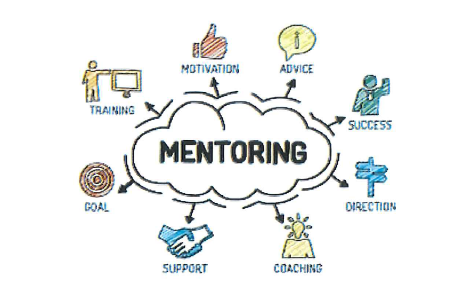 MOTIVATION
ADVICE
TRAINING
SUCCESS
MENTORING
GOAL
DIRECTION
SUPPORT
COACHING